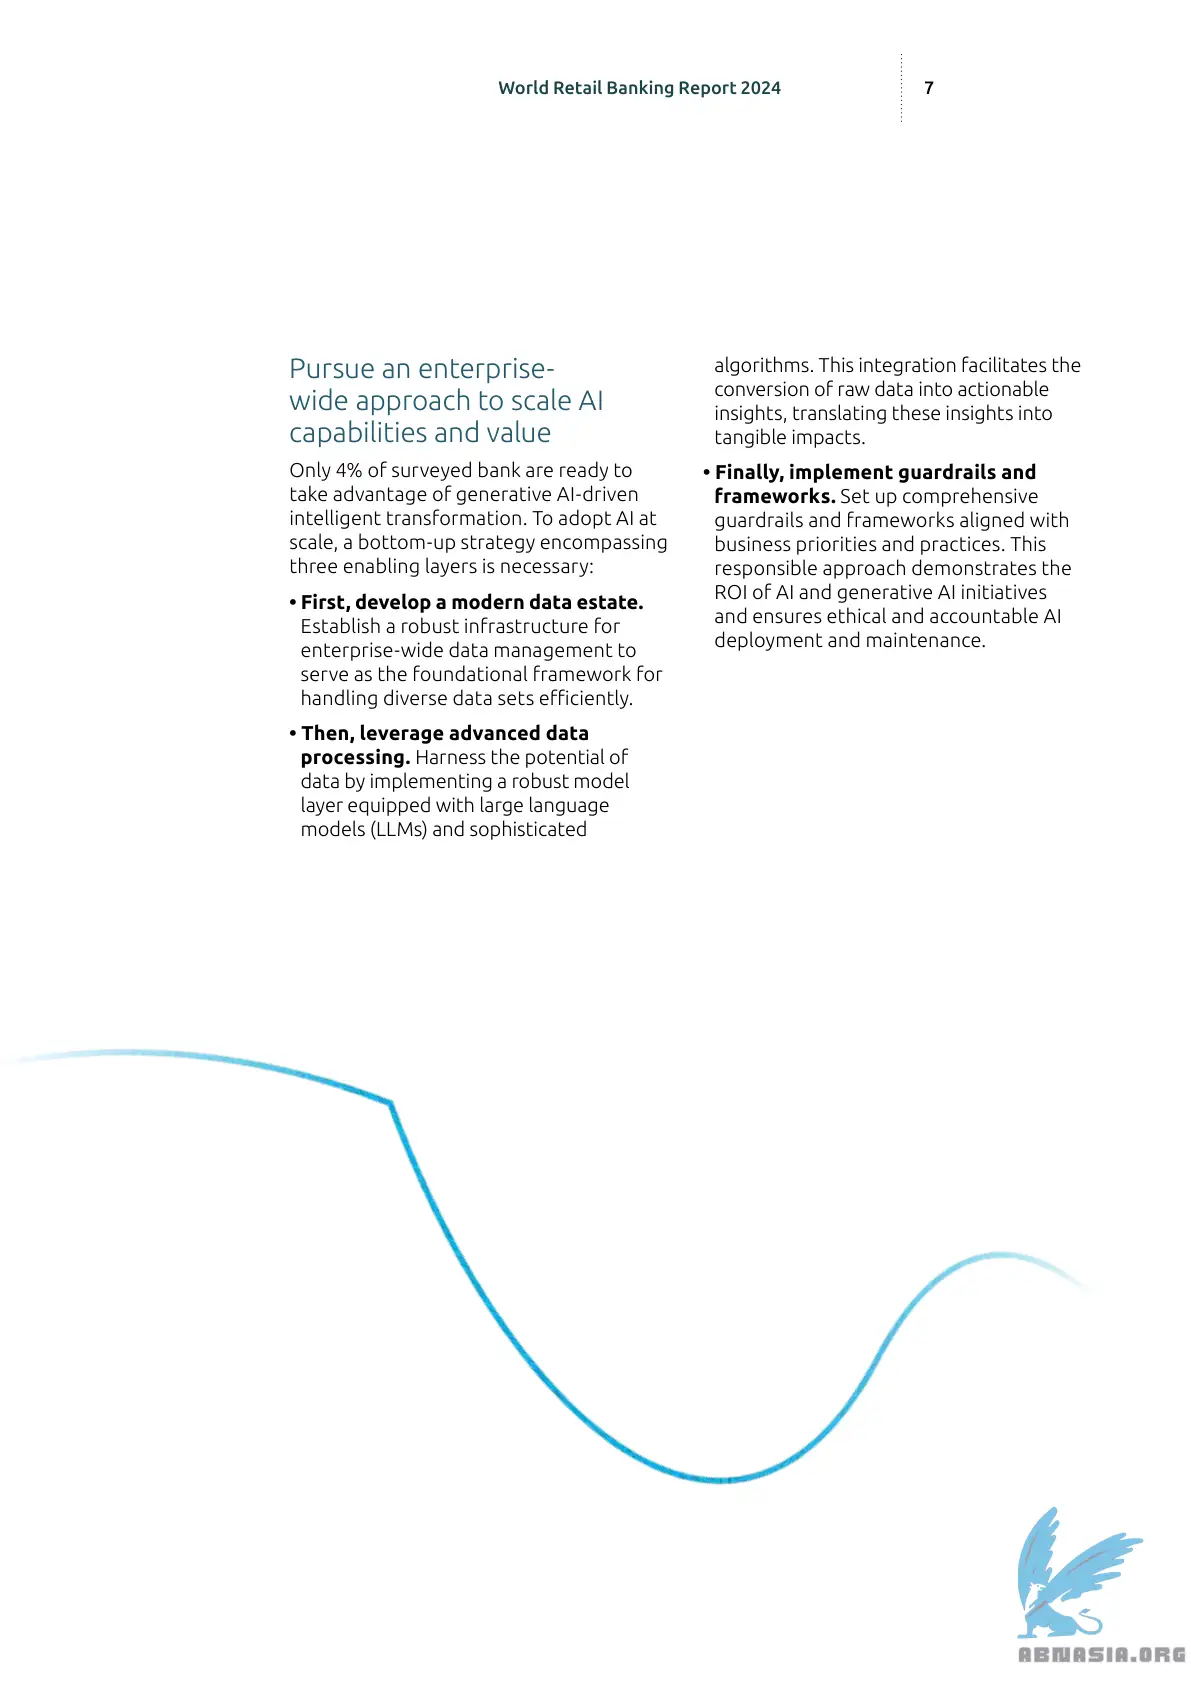 World Retail Banking Report 2024
7
Pursue an enterprise-
wide approach to scale AI
capabilities and value
Only 4% of surveyed bank are ready to
take advantage of generative AI-driven
intelligent transformation. To adopt AI at
scale, a bottom-up strategy encompassing
three enabling layers is necessary:
• First, develop a modern data estate.
Establish a robust infrastructure for
enterprise-wide data management to
serve as the foundational framework for
handling diverse data sets efficiently.
• Then, leverage advanced data
processing. Harness the potential of
data by implementing a robust model
layer equipped with large language
models (LLMs) and sophisticated
algorithms. This integration facilitates the
conversion of raw data into actionable
insights, translating these insights into
tangible impacts.
• Finally, implement guardrails and
frameworks. Set up comprehensive
guardrails and frameworks aligned with
business priorities and practices. This
responsible approach demonstrates the
ROI of AI and generative AI initiatives
and ensures ethical and accountable AI
deployment and maintenance.
ABNASIA.ORG